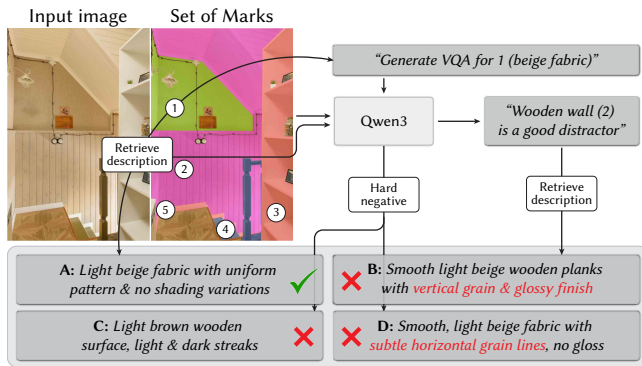 Input image
Set of Marks
“Generate VQA for 1 (beige fabric)”
1
Qwen3
“Wooden wall (2)
is a good distractor”
Retrieve
description
2
Hard
negative
Retrieve
description
5
4
3
A: Light beige fabric with uniform
pattern & no shading variations
B: Smooth light beige wooden planks
with vertical grain & glossy finish
C: Light brown wooden
surface, light & dark streaks
D: Smooth, light beige fabric with
subtle horizontal grain lines, no gloss